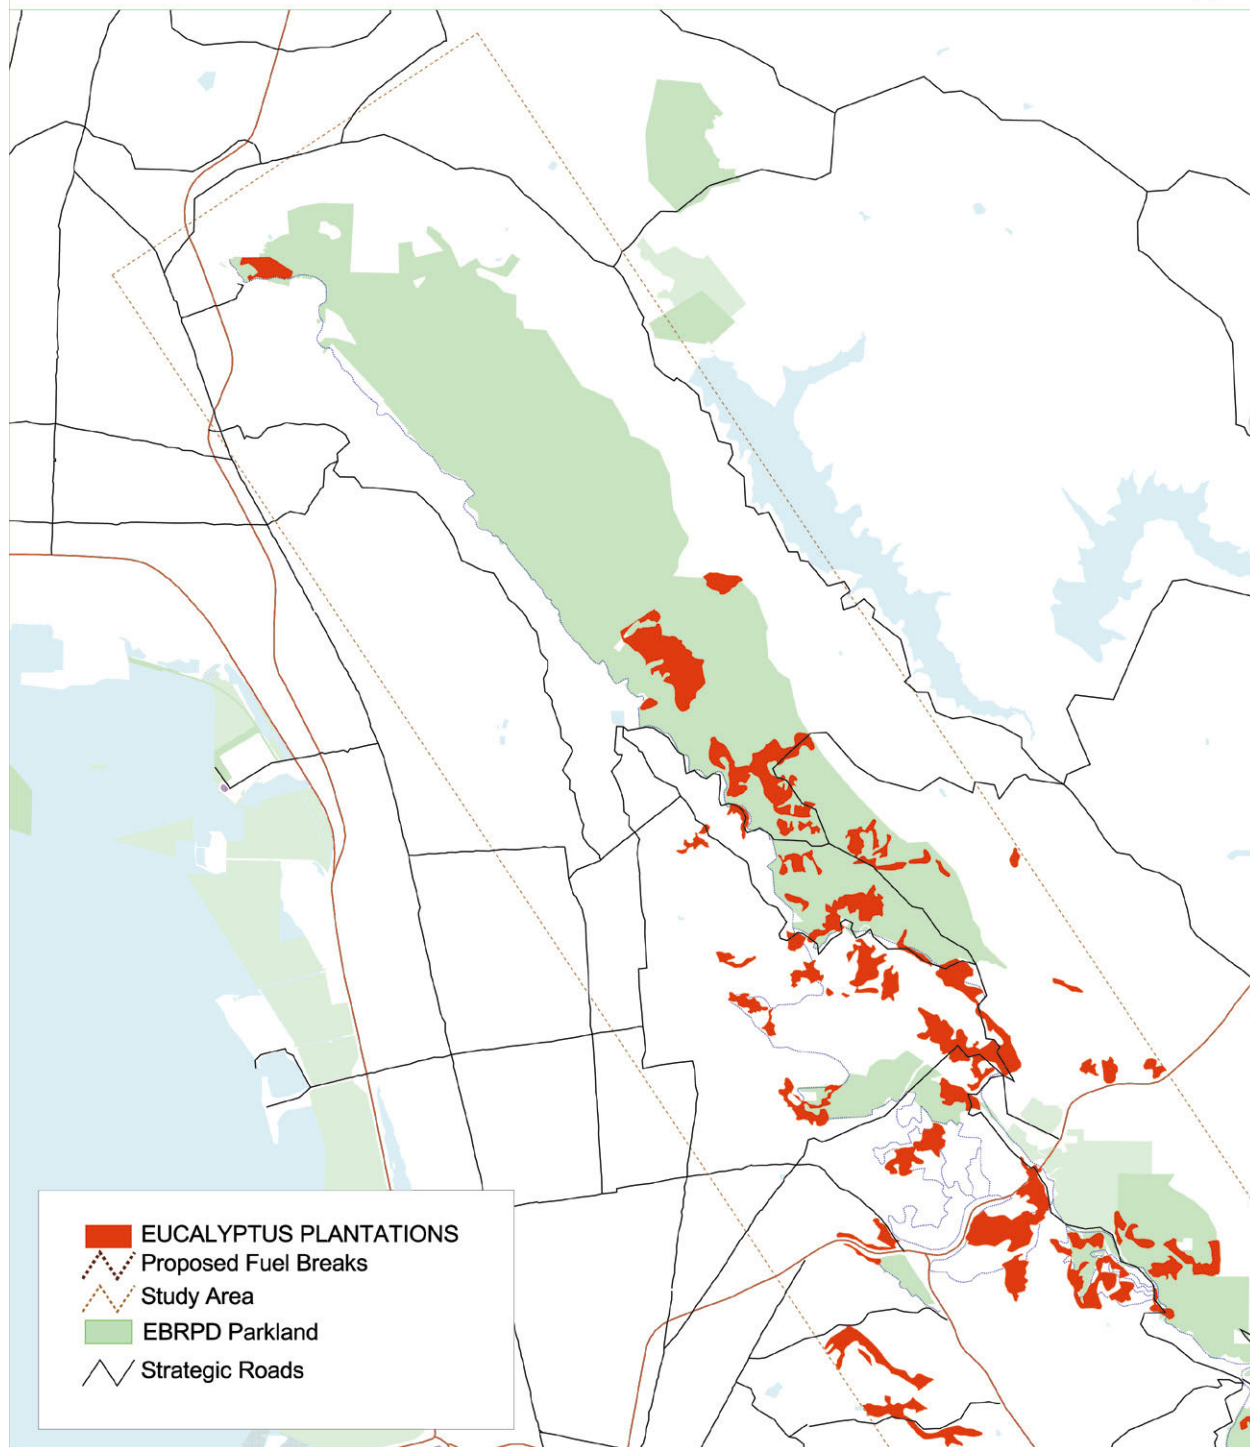 EUCALYPTUS PLANTATIONS
Proposed Fuel Breaks
Study Area
EBRPD Parkland
Strategic Roads